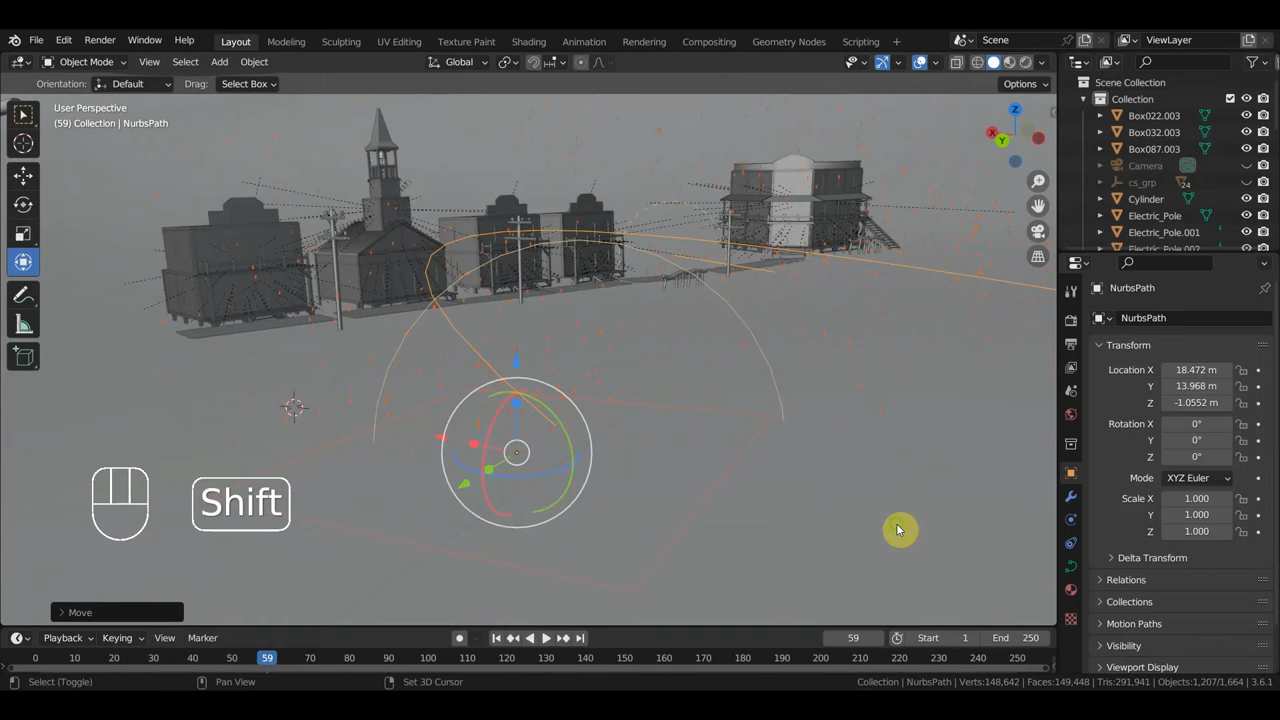 File Edit Render Window Help Layout Modeling Sculpting UV Editing Texture Paint Shading Animation Rendering Compositing Geometry Nodes Scripting + Scene ViewLayer
Object Mode View Select Add Object Global
Orientation: Default Drag: Select Box Options
User Perspective
(59) Collection | NurbsPath
Z
X
Y
Scene Collection
Collection
Box022.003
Box032.003
Box087.003
Camera
cs_grp 24
Cylinder
Electric_Pole
Electric_Pole.001
Electric_Pole.002
NurbsPath
NurbsPath
Transform
Location X 18.472 m
Y 13.968 m
Z -1.0552 m
Rotation X 0°
Y 0°
Z 0°
Mode XYZ Euler
Scale X 1.000
Y 1.000
Z 1.000
Delta Transform
Relations
Collections
Motion Paths
Visibility
Viewport Display
Shift
Move
Playback Keying View Marker 59 Start 1 End 250
0 10 20 30 40 50 59 70 80 90 100 110 120 130 140 150 160 170 180 190 200 210 220 230 240 250
Select (Toggle) Pan View Set 3D Cursor Collection | NurbsPath | Verts:148,642 | Faces:149,448 | Tris:291,941 | Objects:1,207/1,664 | 3.6.1